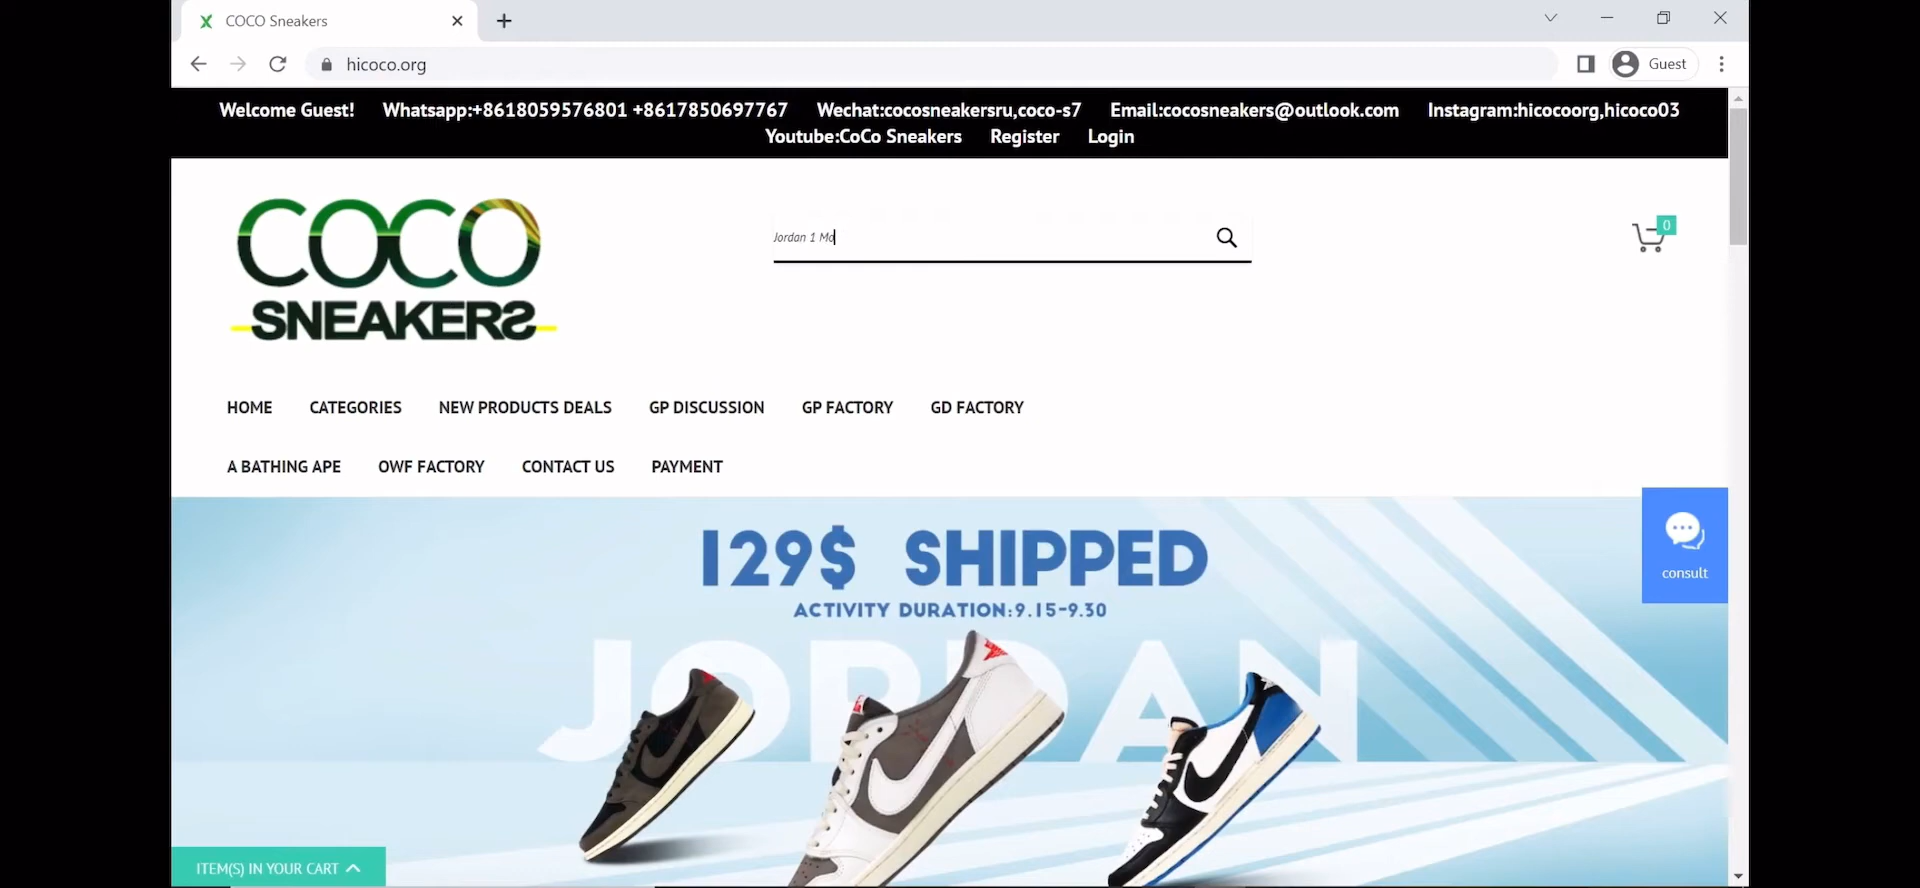 COCO Sneakers
hicoco.org
Guest
Welcome Guest! Whatsapp:+8618059576801 +8617850697767 Wechat:cocosneakersru,coco-s7 Email:cocosneakers@outlook.com Instagram:hicocoorg,hicoco03
Youtube:CoCo Sneakers Register Login
COCO
SNEAKERS
Jordan 1 Mo
0
HOME CATEGORIES NEW PRODUCTS DEALS GP DISCUSSION GP FACTORY GD FACTORY
A BATHING APE OWF FACTORY CONTACT US PAYMENT
129$ SHIPPED
ACTIVITY DURATION:9.15-9.30
JORDAN
consult
ITEM(S) IN YOUR CART